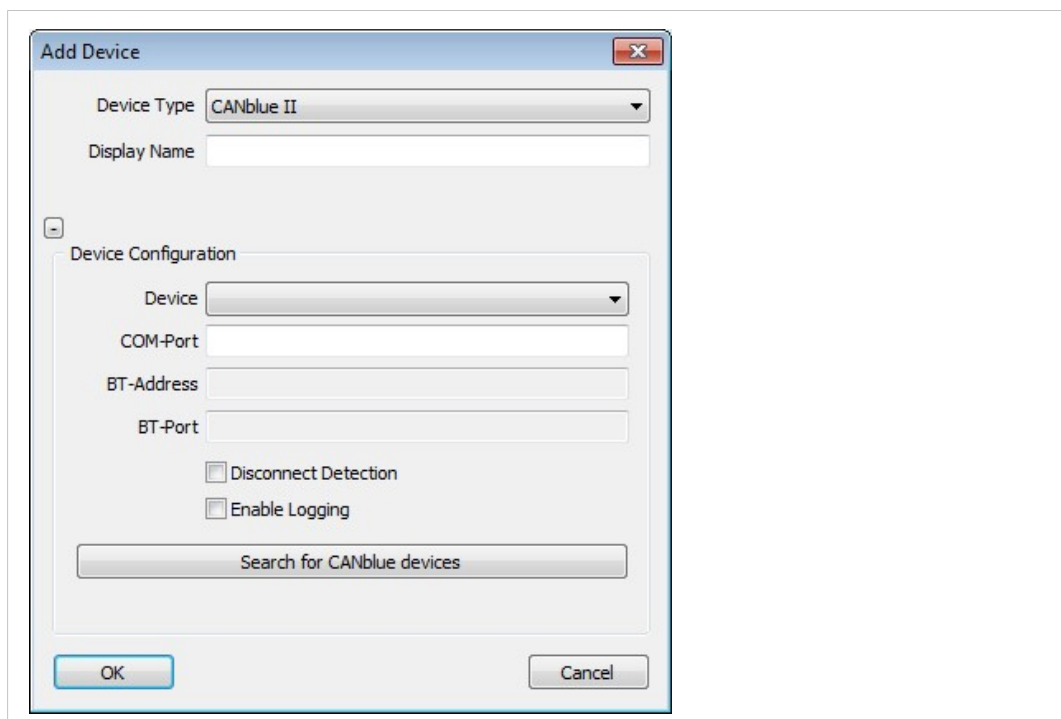 Add Device
Device Type CANblue II
Display Name
-
Device Configuration
Device
COM-Port
BT-Address
BT-Port
Disconnect Detection
Enable Logging
Search for CANblue devices
OK Cancel